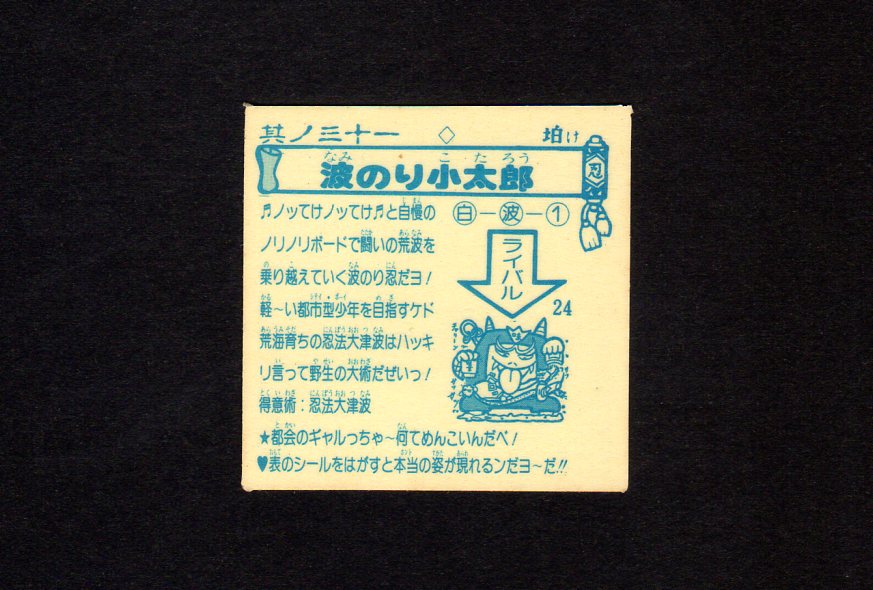 其ノ三十一 ◇
忍
波のり小太郎
なみ こ たろう
♬ノッてけノッてけ♬と自慢の
ノリノリボードで闘いの荒波を
乗り越えていく波のり忍だヨ!
軽〜い都市型少年を目指すケド
荒海育ちの忍法大津波はハッキ
リ言って野生の大術だぜいっ!
得意術：忍法大津波
白－波－1
ライバル
24
★都会のギャルっちゃ〜何てめんこいんだべ!
♥表のシールをはがすと本当の姿が現れるンだヨ〜だ!!